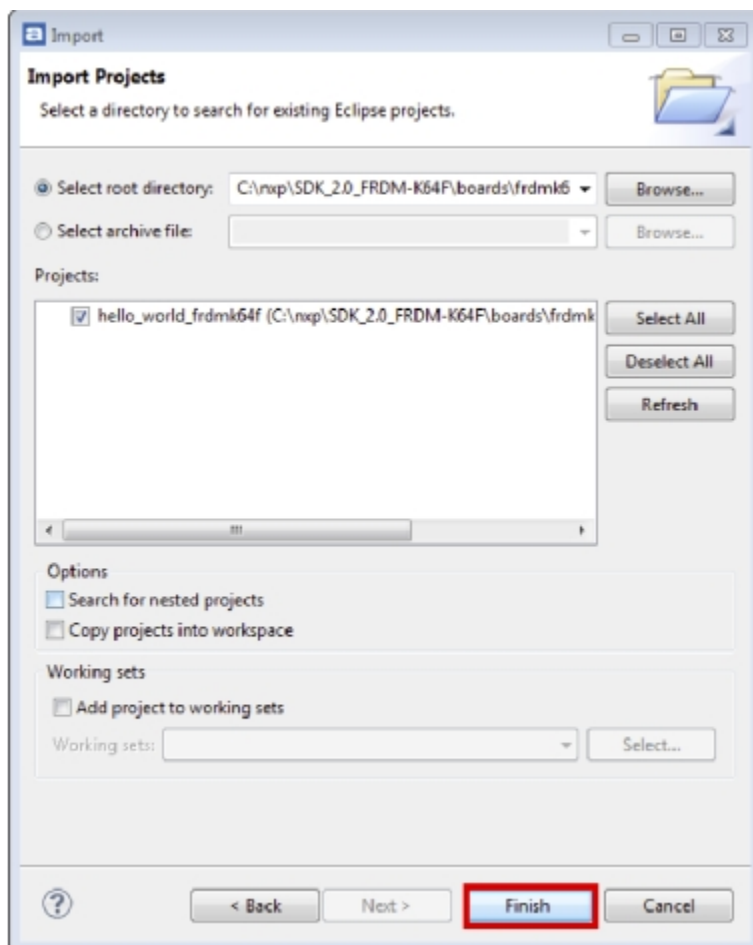 Import
Import Projects
Select a directory to search for existing Eclipse projects.
Select root directory: C:\nxp\SDK_2.0_FRDM-K64F\boards\frdmk6 Browse...
Select archive file: Browse...
Projects:
hello_world_frdmk64f (C:\nxp\SDK_2.0_FRDM-K64F\boards\frdmk
Select All
Deselect All
Refresh
Options
Search for nested projects
Copy projects into workspace
Working sets
Add project to working sets
Working sets: Select...
? < Back Next > Finish Cancel